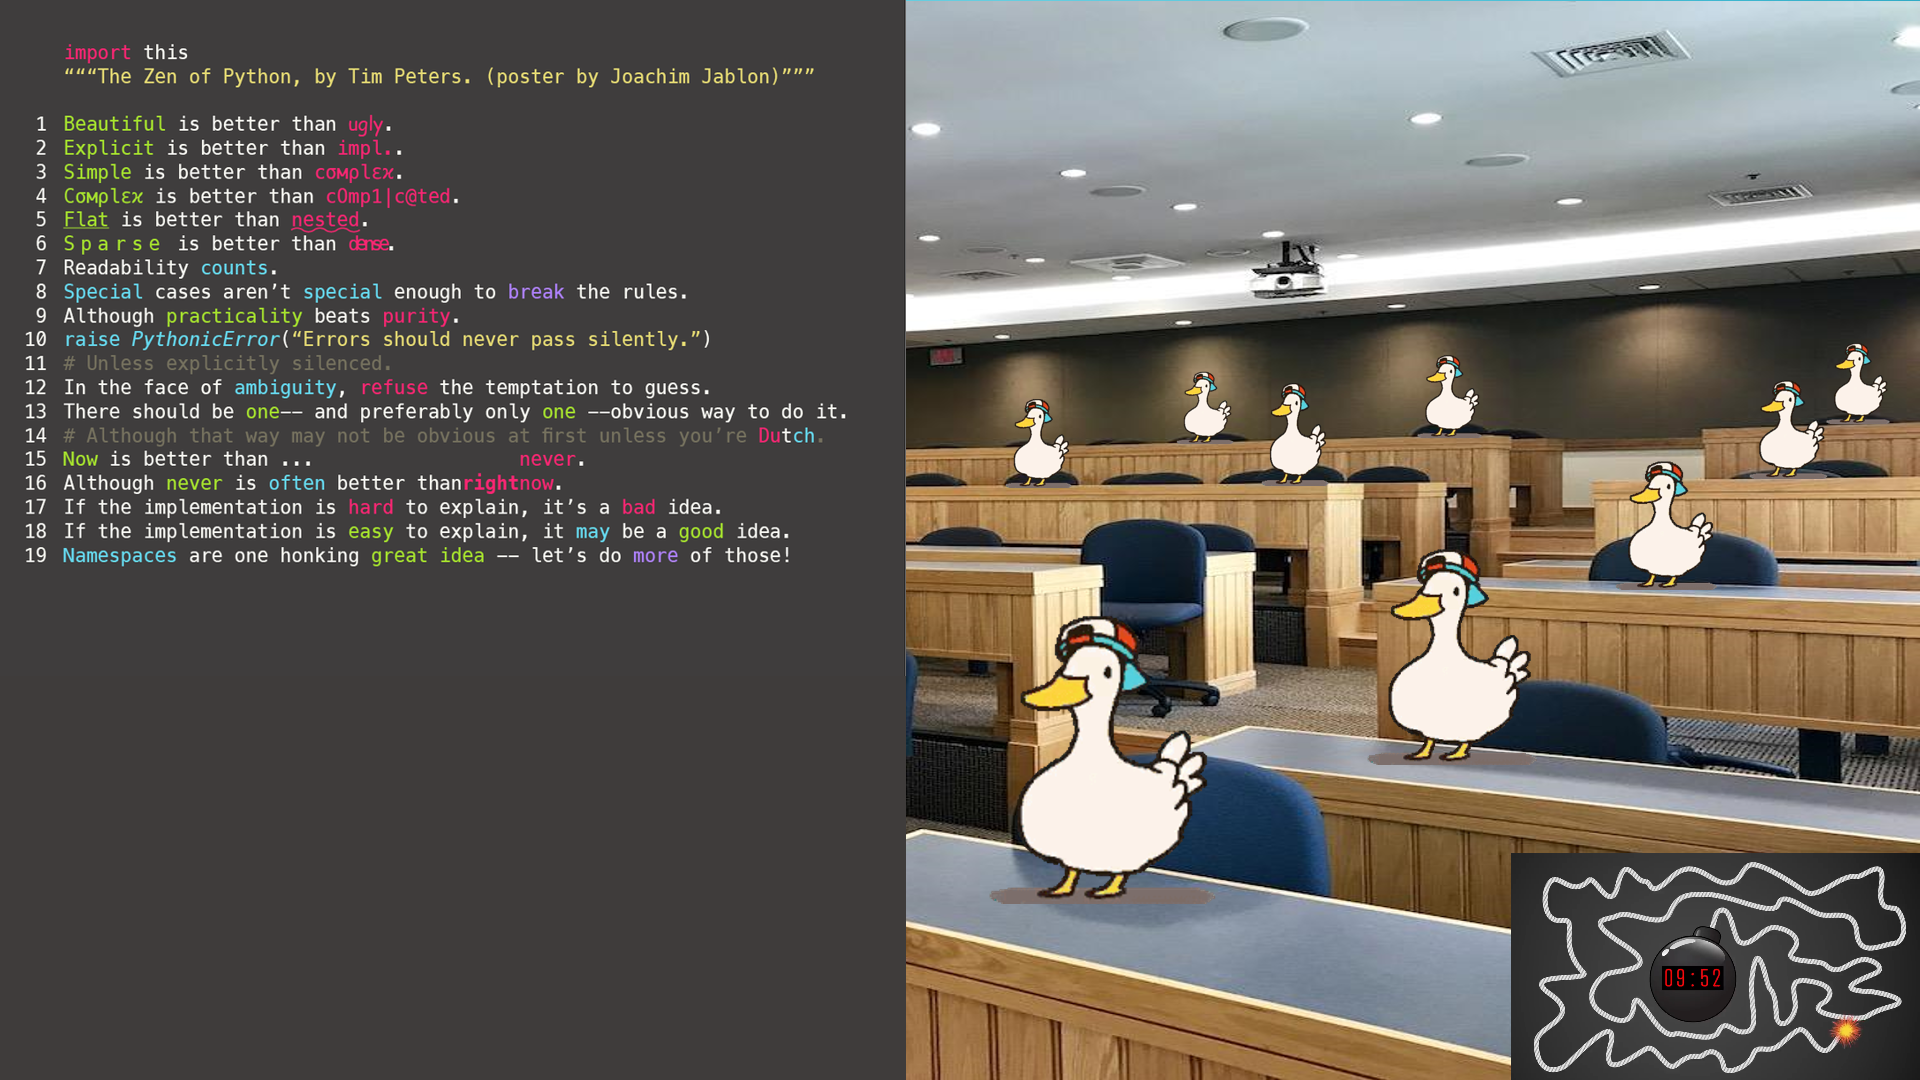 import this
“““The Zen of Python, by Tim Peters. (poster by Joachim Jablon)”””
1 Beautiful is better than ugly.
2 Explicit is better than impl..
3 Simple is better than cσмρlεϰ.
4 Cσмρlεϰ is better than cOmp1|c@ted.
5 Flat is better than nested.
6 Sparse is better than dense.
7 Readability counts.
8 Special cases aren’t special enough to break the rules.
9 Although practicality beats purity.
10 raise PythonicError(“Errors should never pass silently.”)
11 # Unless explicitly silenced.
12 In the face of ambiguity, refuse the temptation to guess.
13 There should be one–– and preferably only one ––obvious way to do it.
14 # Although that way may not be obvious at first unless you’re Dutch.
15 Now is better than ... never.
16 Although never is often better than rightnow.
17 If the implementation is hard to explain, it’s a bad idea.
18 If the implementation is easy to explain, it may be a good idea.
19 Namespaces are one honking great idea –– let’s do more of those!
09:52